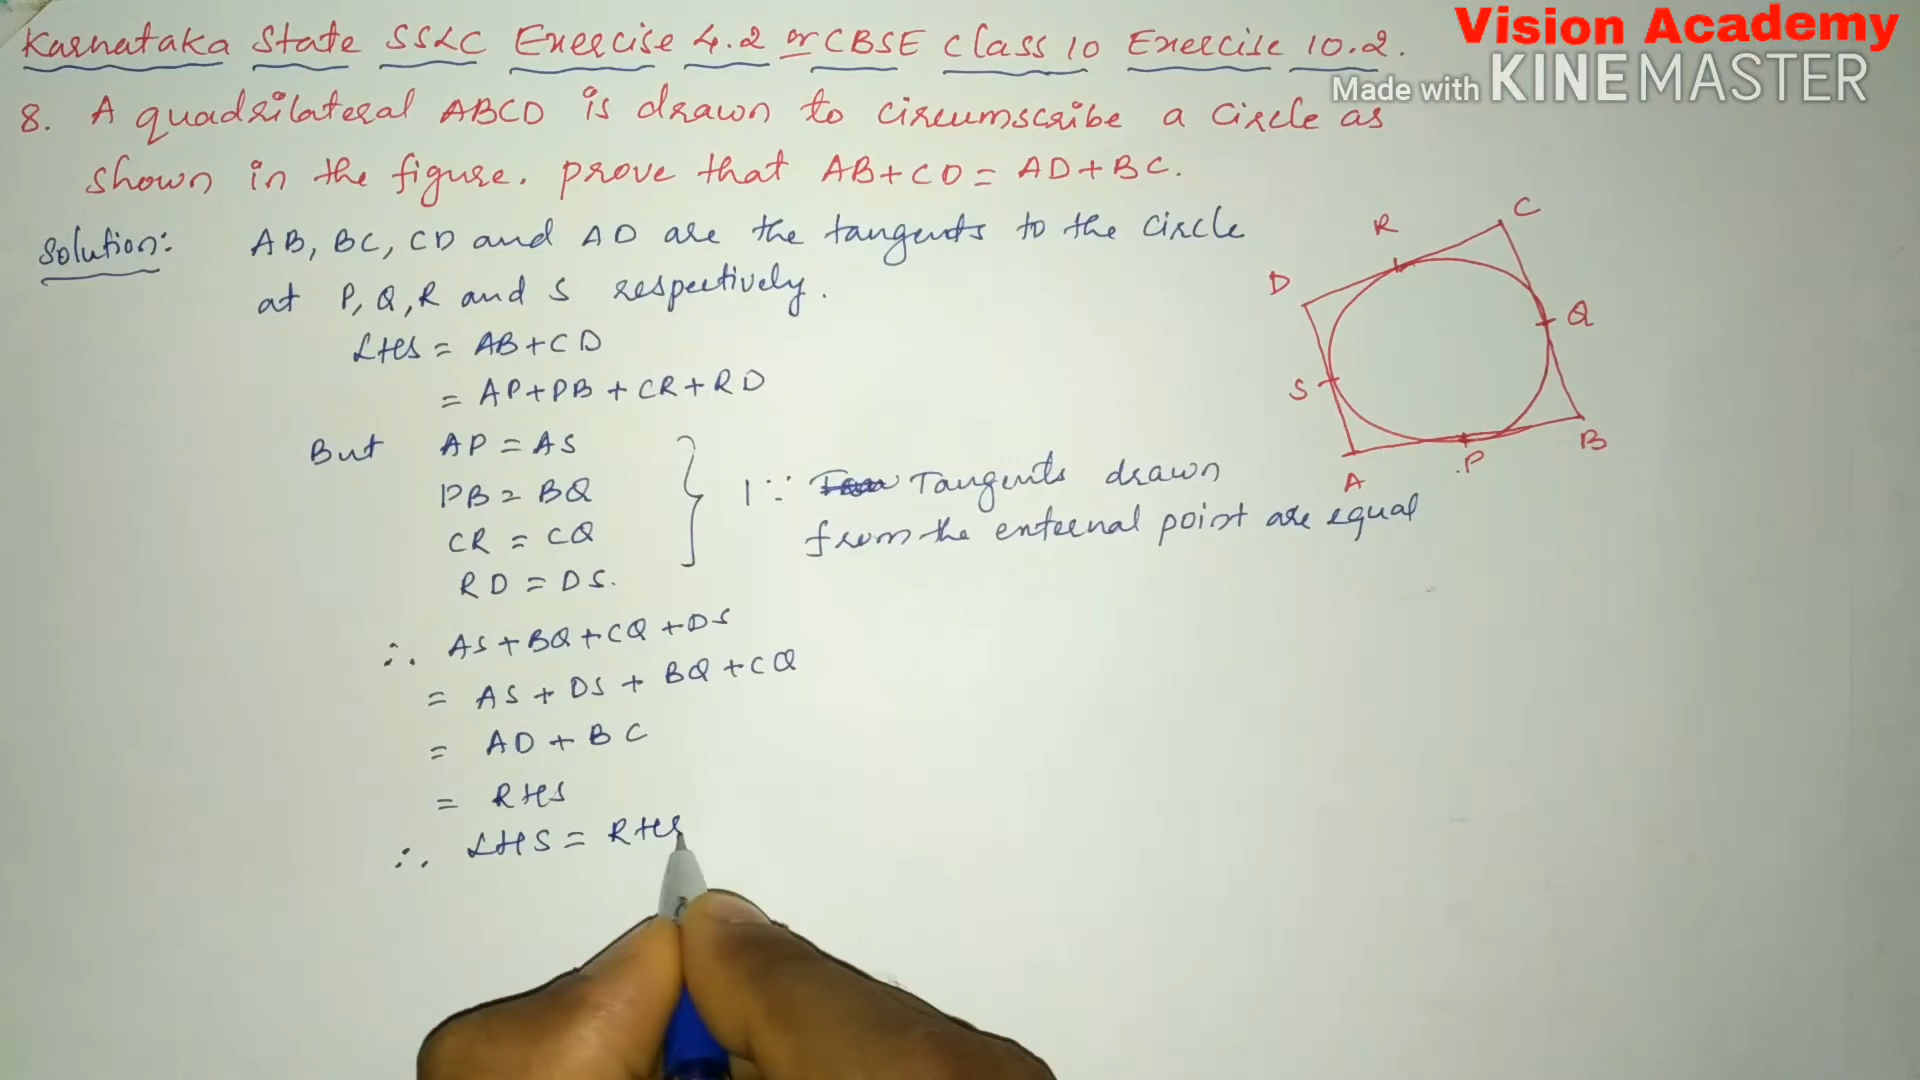 Vision Academy
Made with KINEMASTER
Karnataka State SSLC Exercise 4.2 or CBSE class 10 Exercise 10.2.
8. A quadrilateral ABCD is drawn to circumscribe a circle as
shown in the figure. prove that AB+CD = AD+BC.
Solution: AB, BC, CD and AD are the tangents to the circle
at P, Q, R and S respectively.
LHS = AB+CD
= AP+PB+CR+RD
But AP = AS
PB = BQ
CR = CQ
RD = DS.
∵ Tangents drawn
from the external point are equal
∴ AS+BQ+CQ+DS
= AS+DS+BQ+CQ
= AD+BC
= RHS
∴ LHS = RHS
R
C
D
Q
S
B
P
A